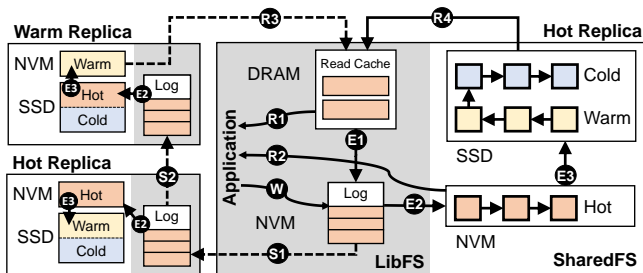 Warm Replica
NVM
Warm
E3
SSD
Hot
Cold
E2
Log
S2
Hot Replica
NVM
Hot
E3
SSD
Warm
Cold
E2
Log
S1
R3
R4
Hot Replica
DRAM
Read Cache
R1
E1
R2
Application
W
Log
E2
NVM
LibFS
Cold
Warm
SSD
E3
Hot
NVM
SharedFS